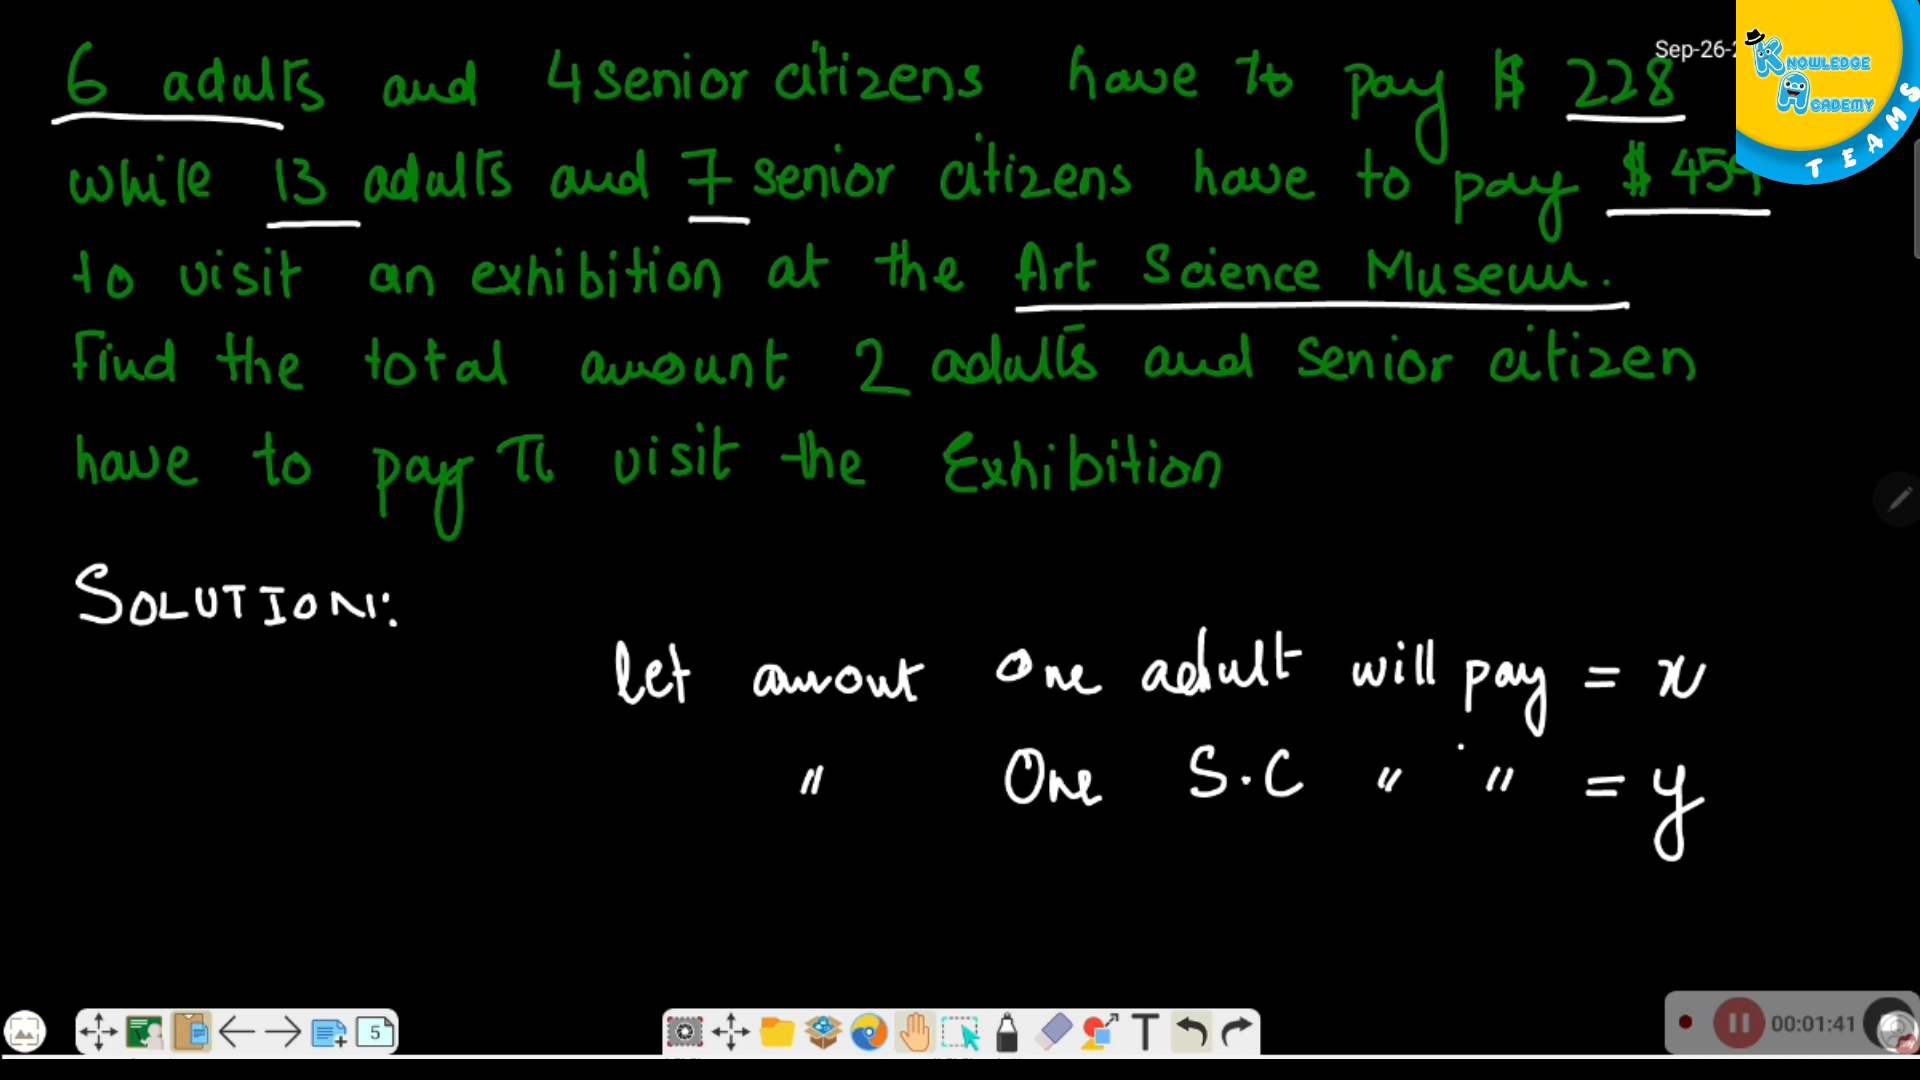 6 adults and 4 senior citizens have to pay $ 228
Sep-26-
KNOWLEDGE
ACADEMY
TEAMS
while 13 adults and 7 senior citizens have to pay $ 459
to visit an exhibition at the Art Science Museum.
Find the total amount 2 adults and senior citizen
have to pay to visit the Exhibition
SOLUTION:
let amount one adult will pay = x
" One S.C " " = y
5
T
00:01:41